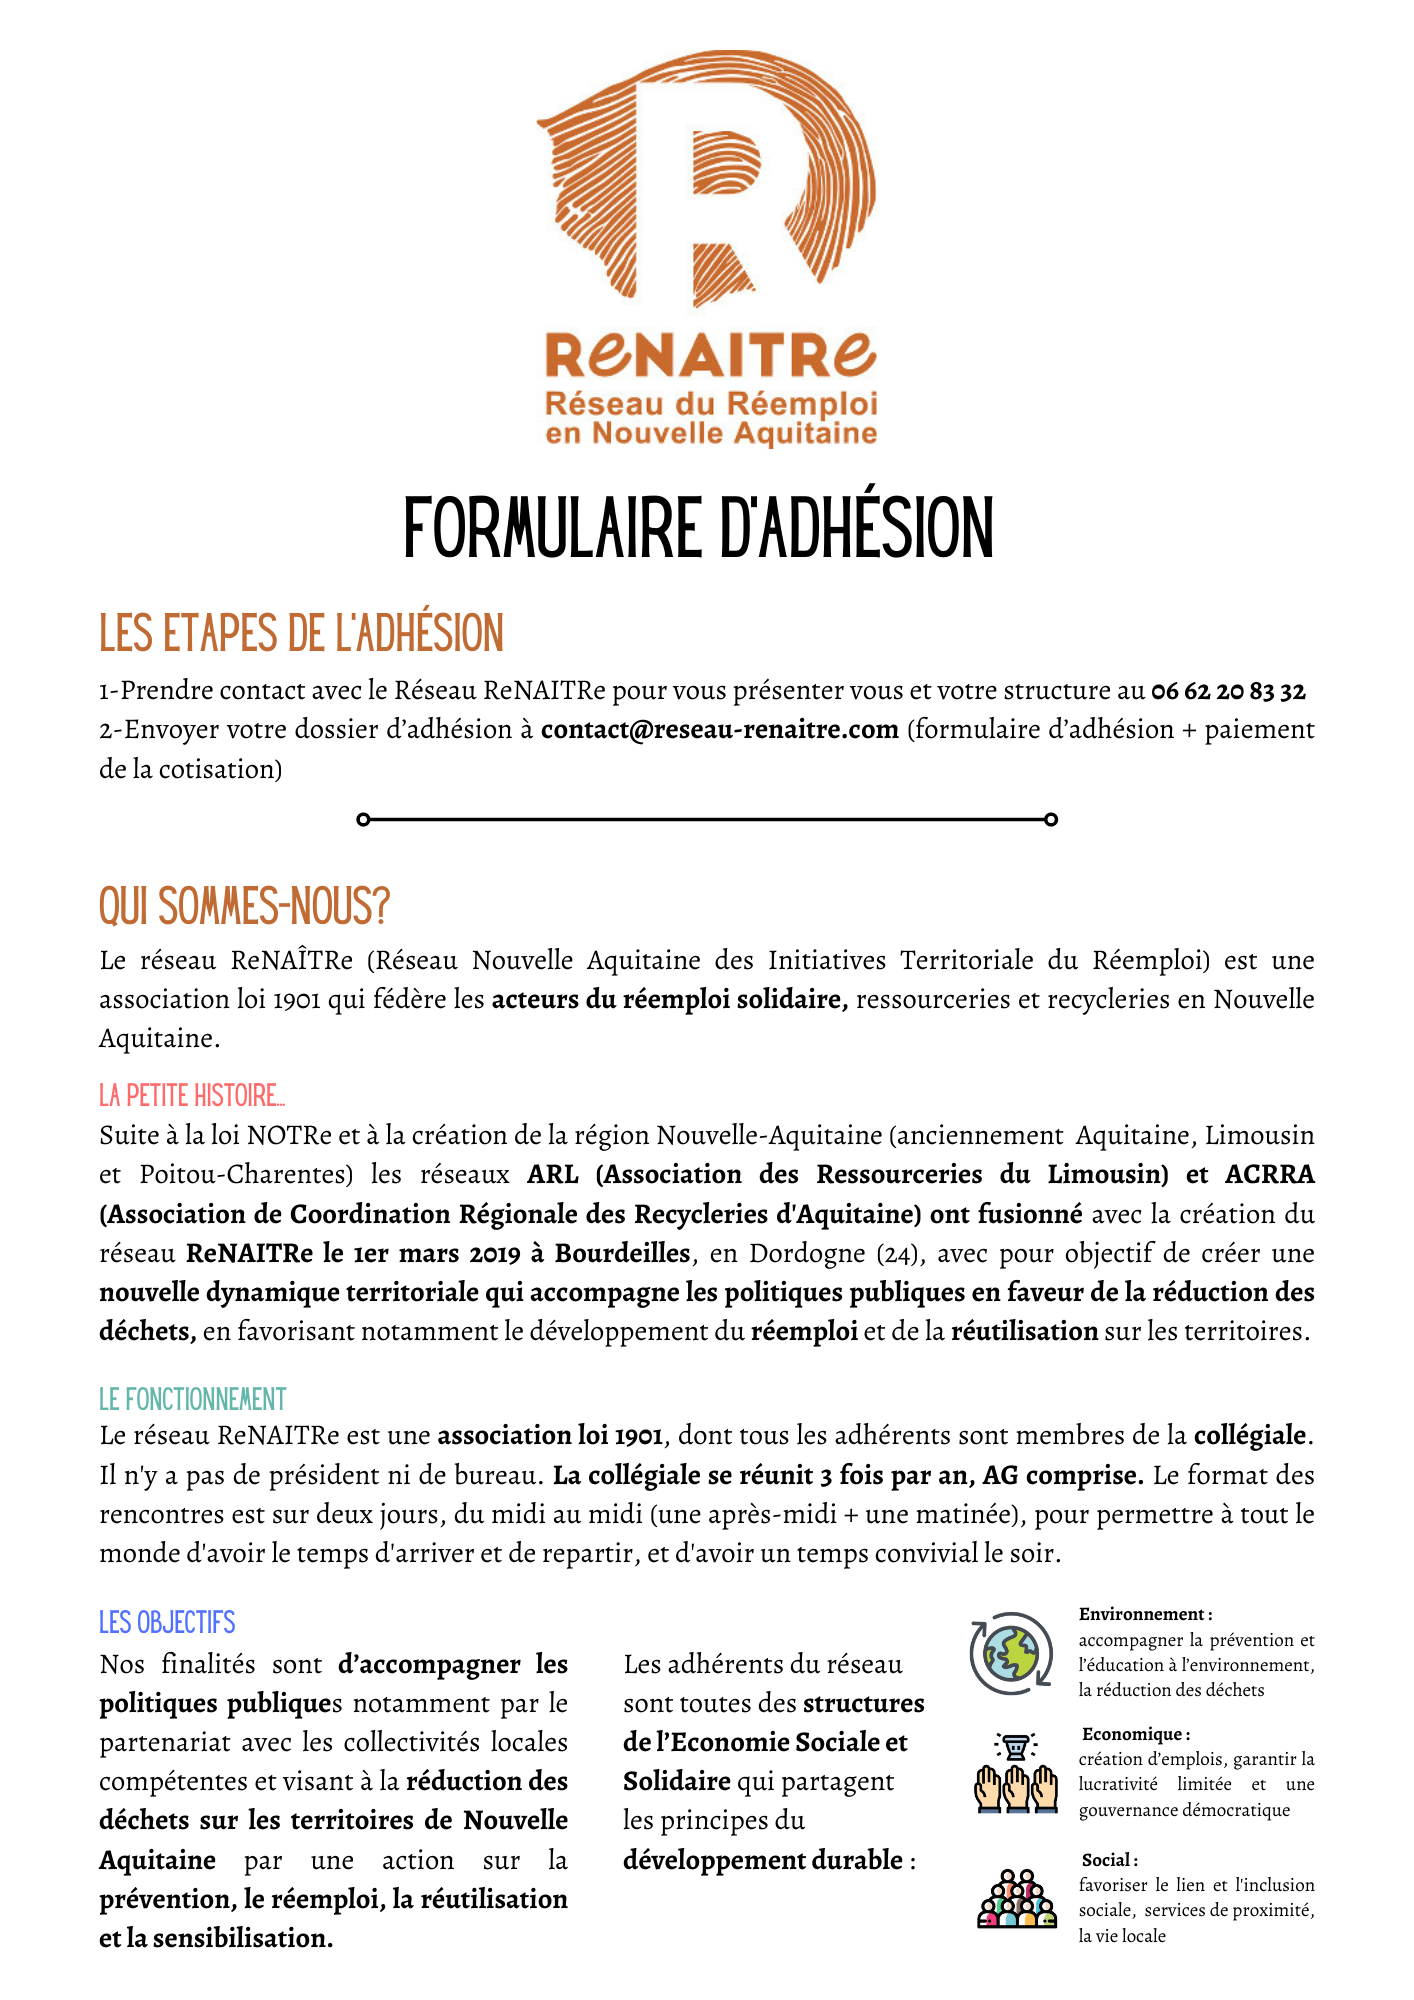 ReNAITRe
Réseau du Réemploi
en Nouvelle Aquitaine
FORMULAIRE D'ADHÉSION
LES ETAPES DE L'ADHÉSION
1-Prendre contact avec le Réseau ReNAITRe pour vous présenter vous et votre structure au 06 62 20 83 32
2-Envoyer votre dossier d’adhésion à contact@reseau-renaitre.com (formulaire d’adhésion + paiement
de la cotisation)
QUI SOMMES-NOUS?
Le réseau ReNAÎTRe (Réseau Nouvelle Aquitaine des Initiatives Territoriale du Réemploi) est une
association loi 1901 qui fédère les acteurs du réemploi solidaire, ressourceries et recycleries en Nouvelle
Aquitaine.
LA PETITE HISTOIRE...
Suite à la loi NOTRe et à la création de la région Nouvelle-Aquitaine (anciennement Aquitaine, Limousin
et Poitou-Charentes) les réseaux ARL (Association des Ressourceries du Limousin) et ACRRA
(Association de Coordination Régionale des Recycleries d'Aquitaine) ont fusionné avec la création du
réseau ReNAITRe le 1er mars 2019 à Bourdeilles, en Dordogne (24), avec pour objectif de créer une
nouvelle dynamique territoriale qui accompagne les politiques publiques en faveur de la réduction des
déchets, en favorisant notamment le développement du réemploi et de la réutilisation sur les territoires.
LE FONCTIONNEMENT
Le réseau ReNAITRe est une association loi 1901, dont tous les adhérents sont membres de la collégiale.
Il n'y a pas de président ni de bureau. La collégiale se réunit 3 fois par an, AG comprise. Le format des
rencontres est sur deux jours, du midi au midi (une après-midi + une matinée), pour permettre à tout le
monde d'avoir le temps d'arriver et de repartir, et d'avoir un temps convivial le soir.
LES OBJECTIFS
Nos finalités sont d’accompagner les
politiques publiques notamment par le
partenariat avec les collectivités locales
compétentes et visant à la réduction des
déchets sur les territoires de Nouvelle
Aquitaine par une action sur la
prévention, le réemploi, la réutilisation
et la sensibilisation.
Les adhérents du réseau
sont toutes des structures
de l’Economie Sociale et
Solidaire qui partagent
les principes du
développement durable :
Environnement :
accompagner la prévention et
l’éducation à l’environnement,
la réduction des déchets
Economique :
création d’emplois, garantir la
lucrativité limitée et une
gouvernance démocratique
Social :
favoriser le lien et l'inclusion
sociale, services de proximité,
la vie locale